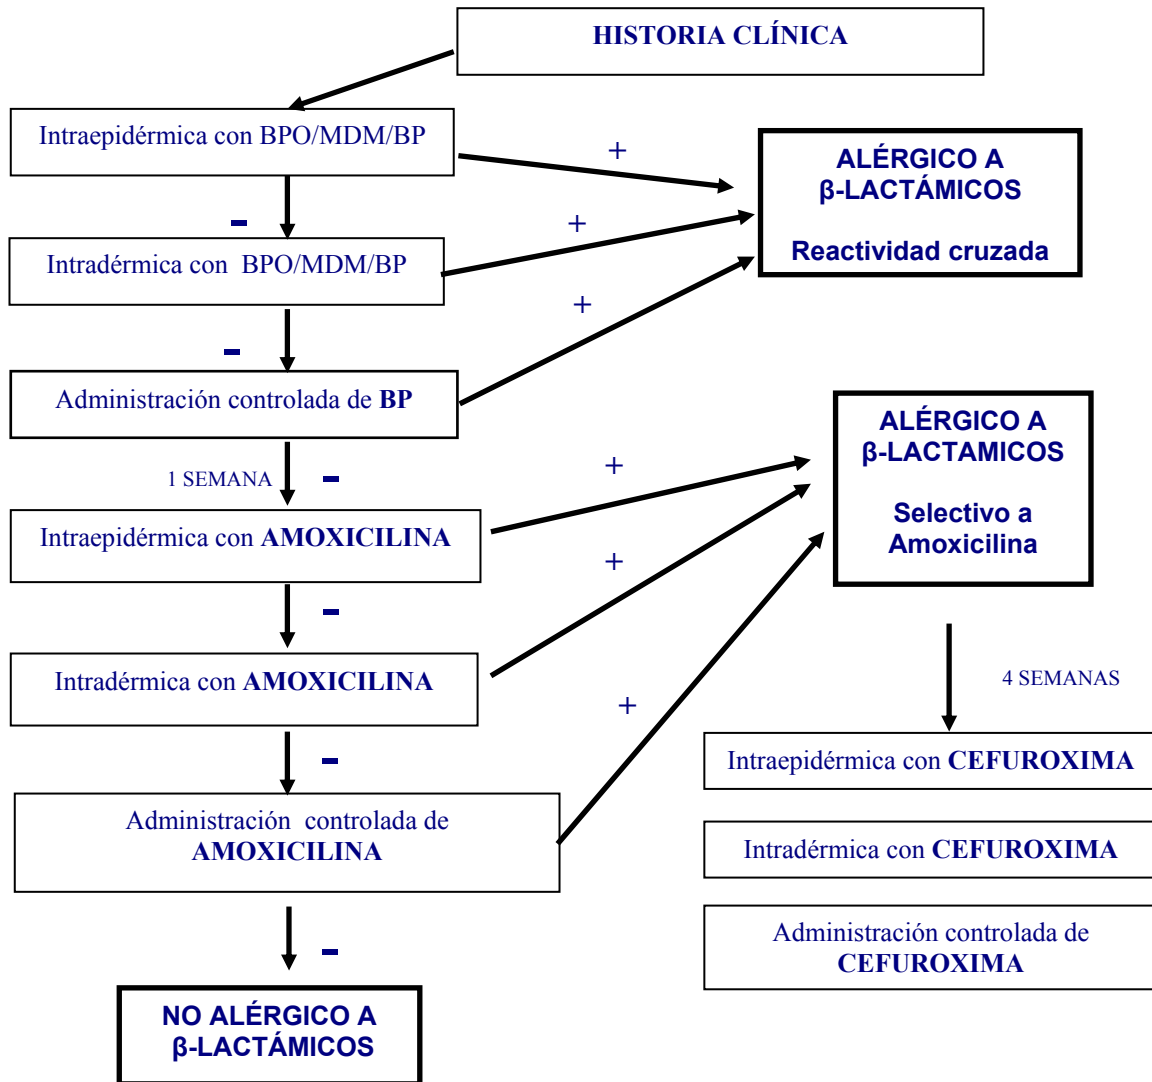 HISTORIA CLÍNICA
Intraepidérmica con BPO/MDM/BP
+
ALÉRGICO A
β-LACTÁMICOS
Reactividad cruzada
-
+
Intradérmica con BPO/MDM/BP
+
-
Administración controlada de BP
ALÉRGICO A
β-LACTAMICOS
Selectivo a
Amoxicilina
1 SEMANA
-
+
Intraepidérmica con AMOXICILINA
+
-
Intradérmica con AMOXICILINA
4 SEMANAS
+
-
Intraepidérmica con CEFUROXIMA
Administración controlada de
AMOXICILINA
Intradérmica con CEFUROXIMA
-
Administración controlada de
CEFUROXIMA
NO ALÉRGICO A
β-LACTÁMICOS